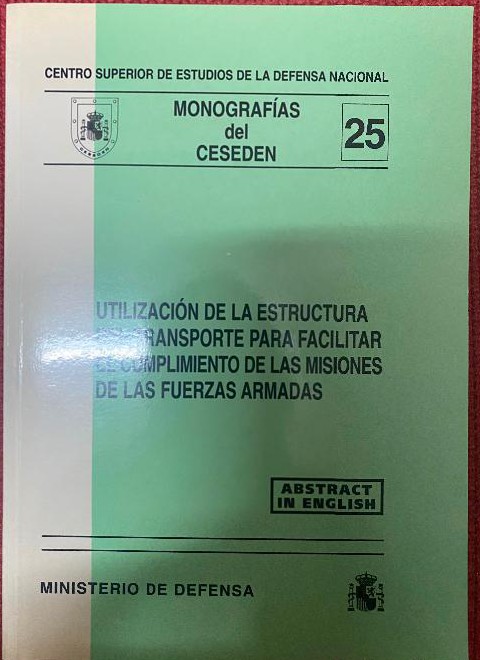 CENTRO SUPERIOR DE ESTUDIOS DE LA DEFENSA NACIONAL
MONOGRAFÍAS
del
CESEDEN
25
UTILIZACIÓN DE LA ESTRUCTURA
TRANSPORTE PARA FACILITAR
EL CUMPLIMIENTO DE LAS MISIONES
DE LAS FUERZAS ARMADAS
ABSTRACT
IN ENGLISH
MINISTERIO DE DEFENSA